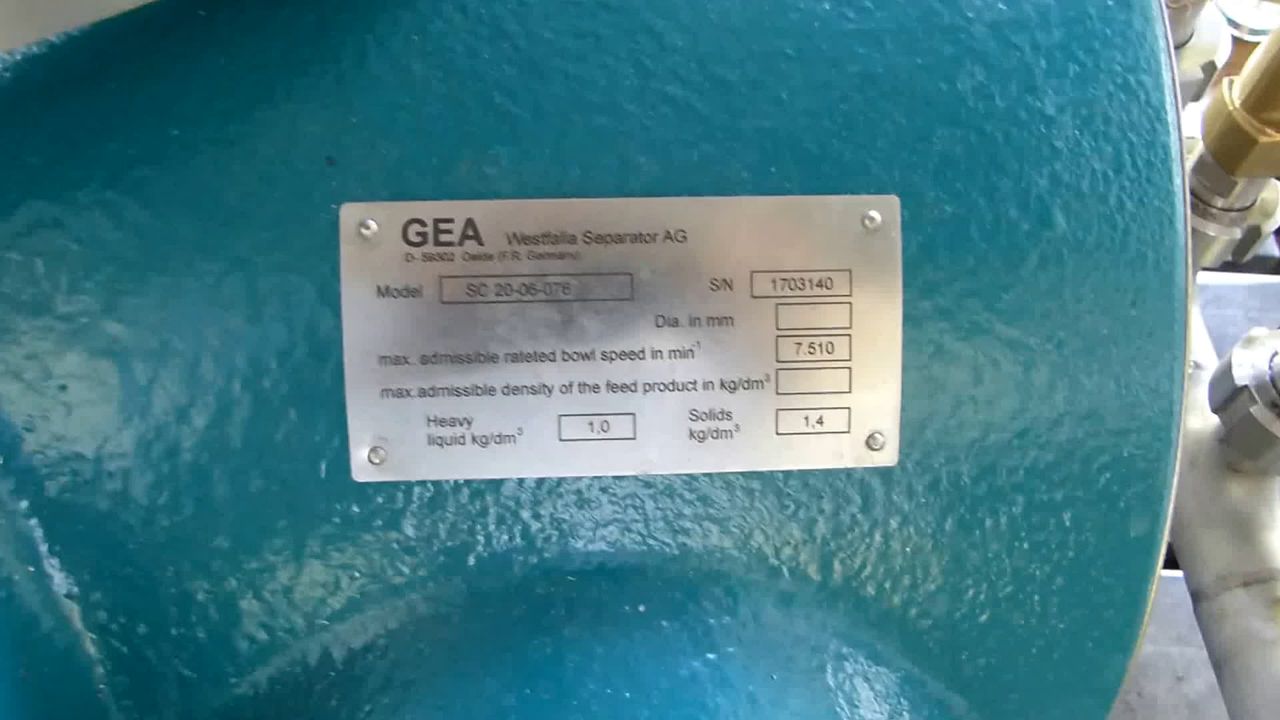 GEA Westfalia Separator AG
D- 59302 Oelde (F.R. Germany)
Model SC 20-06-076 S/N 1703140
Dia. in mm
max. admissible rateted bowl speed in min⁻¹ 7.510
max.admissible density of the feed product in kg/dm³
Heavy liquid kg/dm³ 1,0 Solids kg/dm³ 1,4